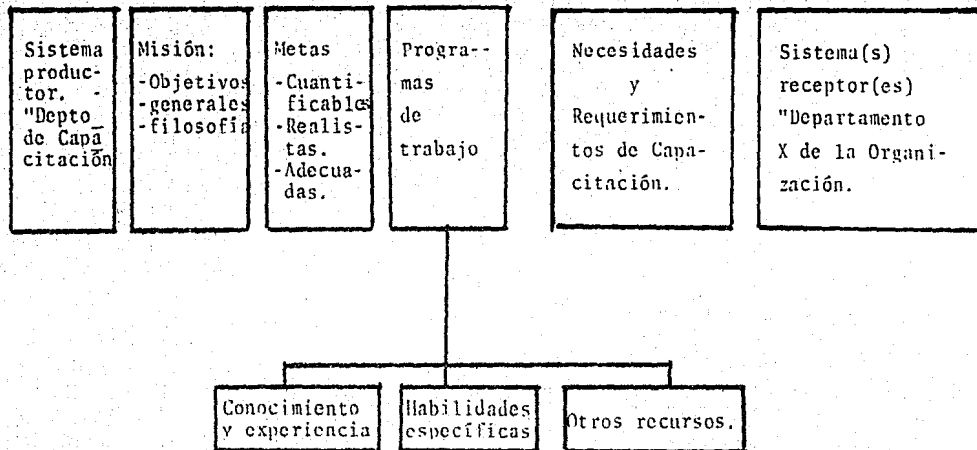 Sistema
produc-
tor. -
"Depto
de Capa
citación
Misión:
-Objetivos
-generales
-filosofía
Metas
-Cuanti-
ficables
-Realis-
tas.
-Adecua-
das.
Progra--
mas
de
trabajo
Necesidades
y
Requerimien-
tos de Capa-
citación.
Sistema(s)
receptor(es)
"Departamento
X de la Organi-
zación.
Conocimiento
y experiencia
Habilidades
específicas
Otros recursos.